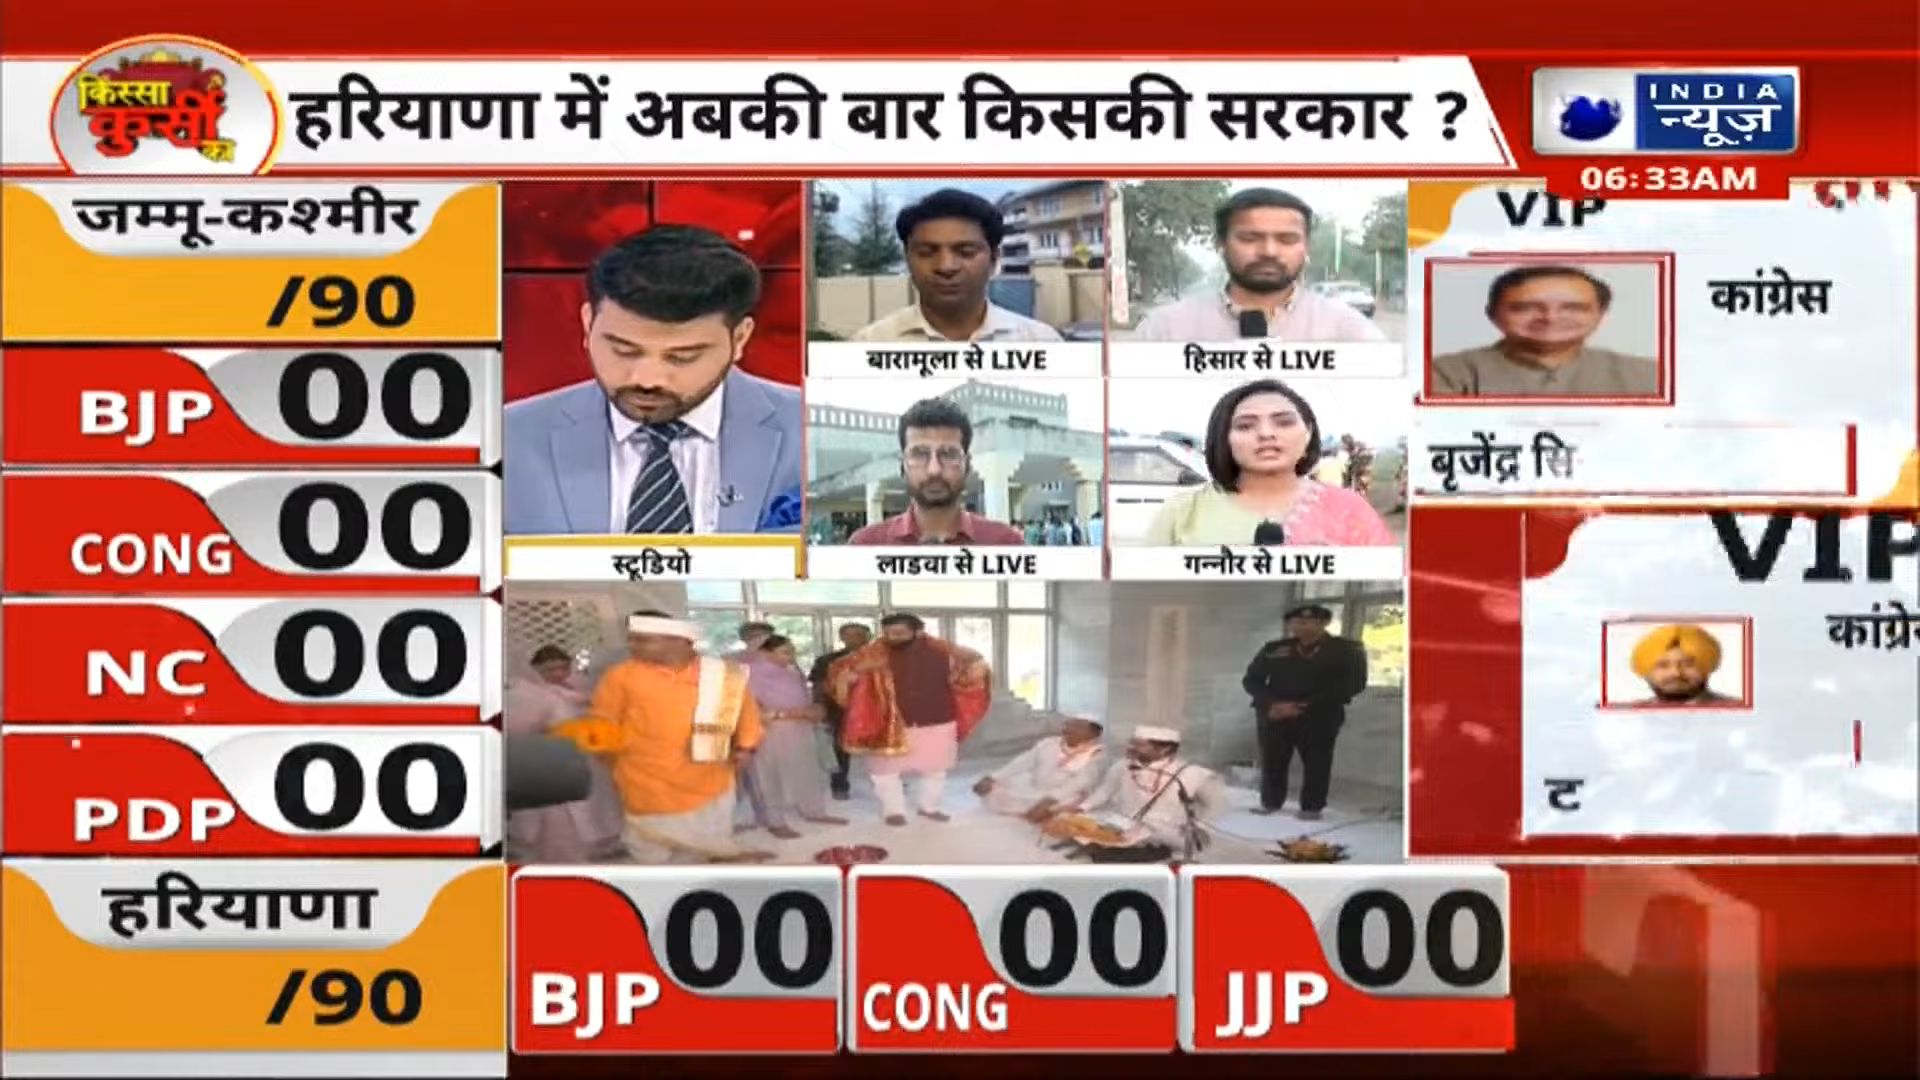 किस्सा
कुर्सी
का
हरियाणा में अबकी बार किसकी सरकार ?
INDIA
न्यूज़
06:33AM
जम्मू-कश्मीर
/90
BJP 00
CONG 00
NC 00
PDP 00
बारामूला से LIVE
हिसार से LIVE
स्टूडियो
लाडवा से LIVE
गन्नौर से LIVE
VIP
कांग्रेस
बृजेंद्र सि
VIP
कांग्रे
ट
हरियाणा
/90
BJP 00
CONG 00
JJP 00